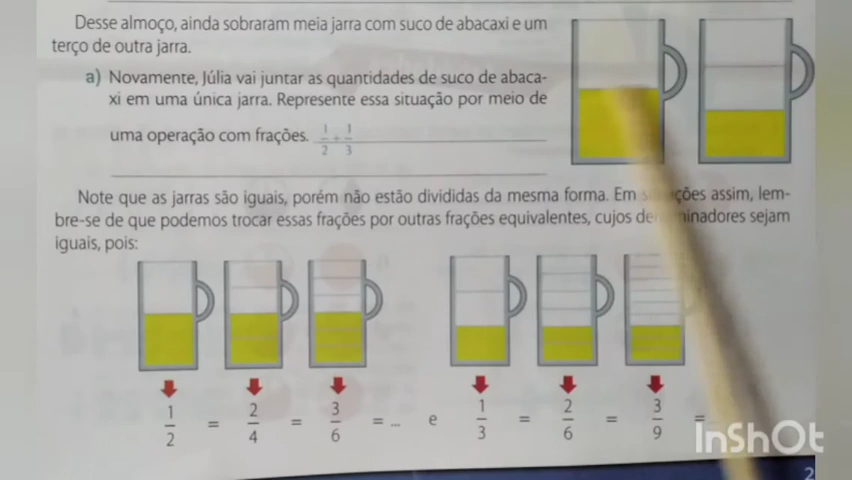 Desse almoço, ainda sobraram meia jarra com suco de abacaxi e um
terço de outra jarra.
a) Novamente, Júlia vai juntar as quantidades de suco de abaca-
xi em uma única jarra. Represente essa situação por meio de
uma operação com frações. 1/2 + 1/3
Note que as jarras são iguais, porém não estão divididas da mesma forma. Em ções assim, lem-
bre-se de que podemos trocar essas frações por outras frações equivalentes, cujos de inadores sejam
iguais, pois:
1/2 = 2/4 = 3/6 = ... e 1/3 = 2/6 = 3/9 =
InShOt
2